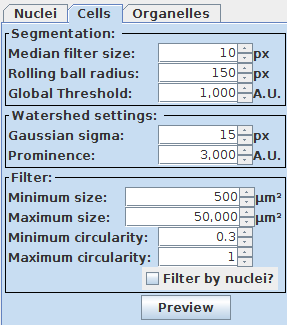 Nuclei Cells Organelles
Segmentation:
Median filter size: 10 px
Rolling ball radius: 150 px
Global Threshold: 1,000 A.U.
Watershed settings:
Gaussian sigma: 15 px
Prominence: 3,000 A.U.
Filter:
Minimum size: 500 µm²
Maximum size: 50,000 µm²
Minimum circularity: 0.3
Maximum circularity: 1
Filter by nuclei?
Preview